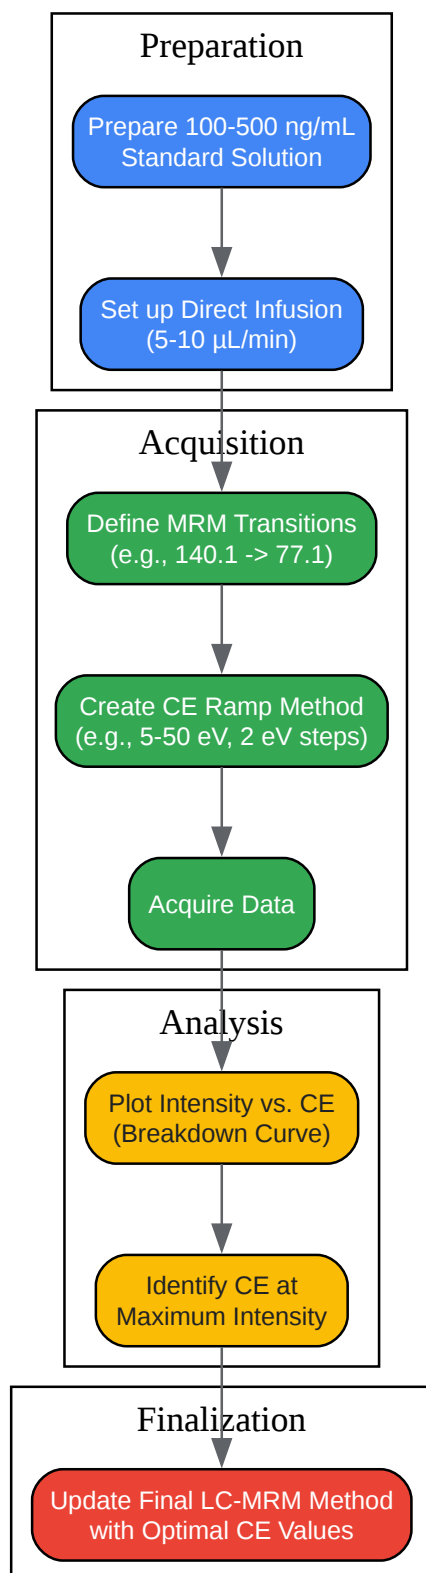 Preparation
Prepare 100-500 ng/mL
Standard Solution
Set up Direct Infusion
(5-10 µL/min)
Acquisition
Define MRM Transitions
(e.g., 140.1 -> 77.1)
Create CE Ramp Method
(e.g., 5-50 eV, 2 eV steps)
Acquire Data
Analysis
Plot Intensity vs. CE
(Breakdown Curve)
Identify CE at
Maximum Intensity
Finalization
Update Final LC-MRM Method
with Optimal CE Values